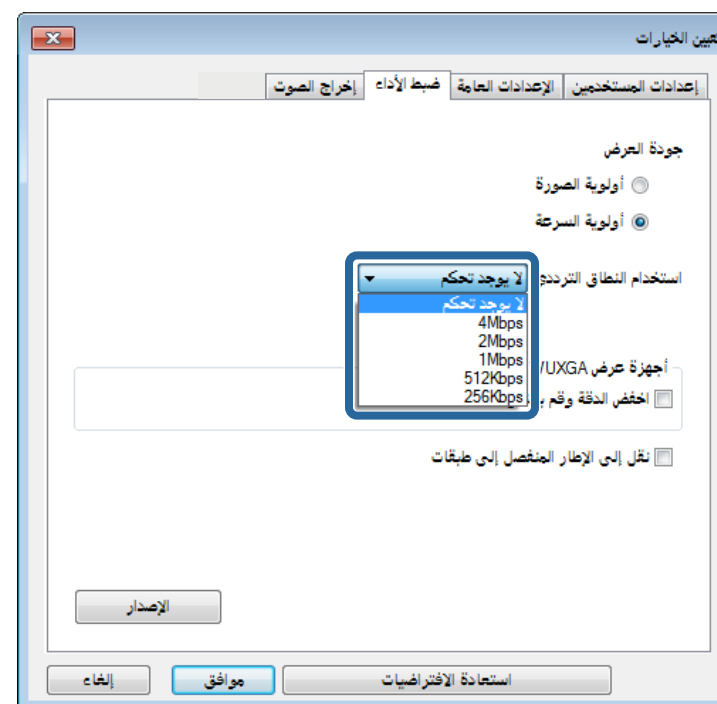 تعيين الخيارات
إعدادات المستخدمين
الإعدادات العامة
ضبط الأداء
إخراج الصوت
جودة العرض
أولوية الصورة
أولوية السرعة
استخدام النطاق الترددي
لا يوجد تحكم
لا يوجد تحكم
4Mbps
2Mbps
1Mbps
512Kbps
256Kbps
أجهزة عرض UXGA/
اخفض الدقة وقم
نقل إلى الإطار المنفصل إلى طبقات
الإصدار
استعادة الافتراضيات
موافق
إلغاء